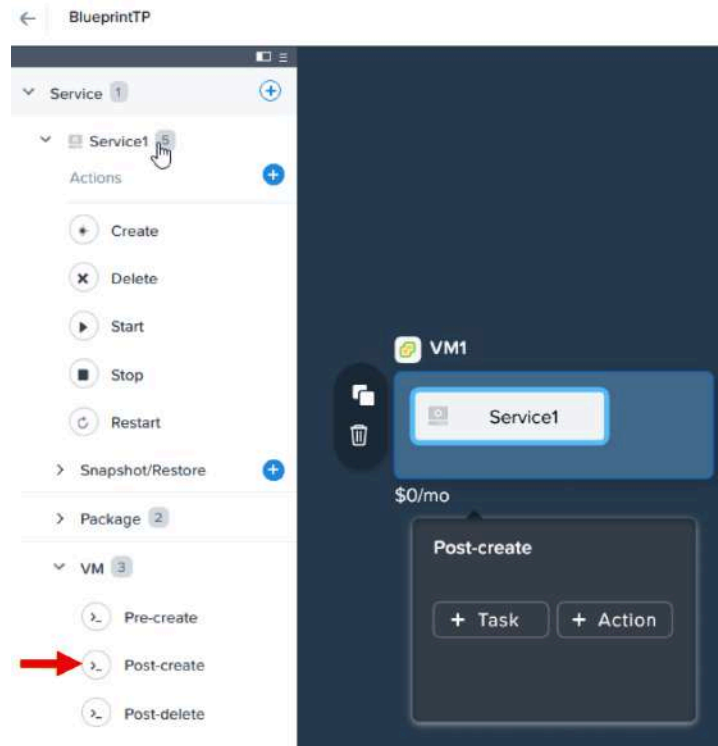 BlueprintTP
Service 1
Service1 5
Actions
Create
Delete
Start
Stop
Restart
Snapshot/Restore
Package 2
VM 3
Pre-create
Post-create
Post-delete
VM1
Service1
$0/mo
Post-create
+ Task + Action